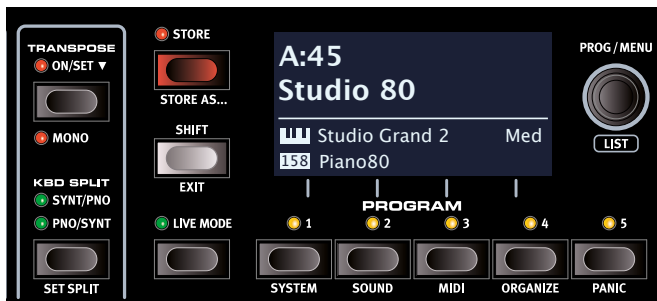 TRANSPOSE
ON/SET ▼
MONO
KBD SPLIT
SYNT/PNO
PNO/SYNT
SET SPLIT
STORE
STORE AS...
SHIFT
EXIT
LIVE MODE
A:45
Studio 80
Studio Grand 2 Med
158 Piano80
PROG/MENU
LIST
PROGRAM
1 2 3 4 5
SYSTEM SOUND MIDI ORGANIZE PANIC